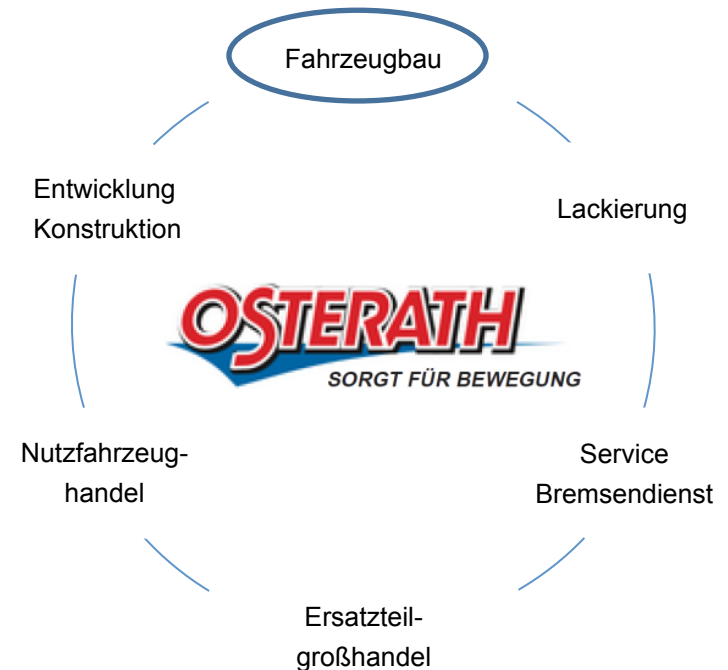 Fahrzeugbau
Entwicklung
Konstruktion
Lackierung
OSTERATH
SORGT FÜR BEWEGUNG
Nutzfahrzeug-
handel
Service
Bremsendienst
Ersatzteil-
großhandel